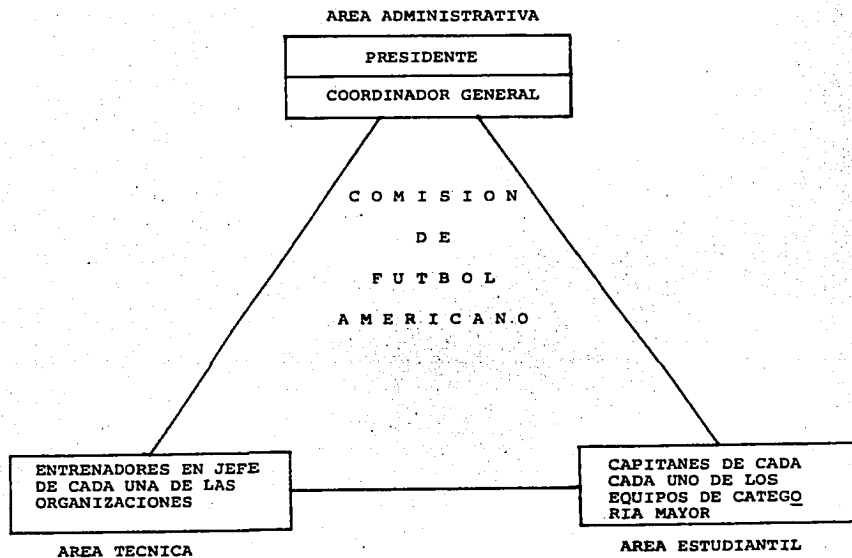 AREA ADMINISTRATIVA
PRESIDENTE
COORDINADOR GENERAL
C O M I S I O N
D E
F U T B O L
A M E R I C A N O
ENTRENADORES EN JEFE
DE CADA UNA DE LAS
ORGANIZACIONES
AREA TECNICA
CAPITANES DE CADA
CADA UNO DE LOS
EQUIPOS DE CATEGO
RIA MAYOR
AREA ESTUDIANTIL